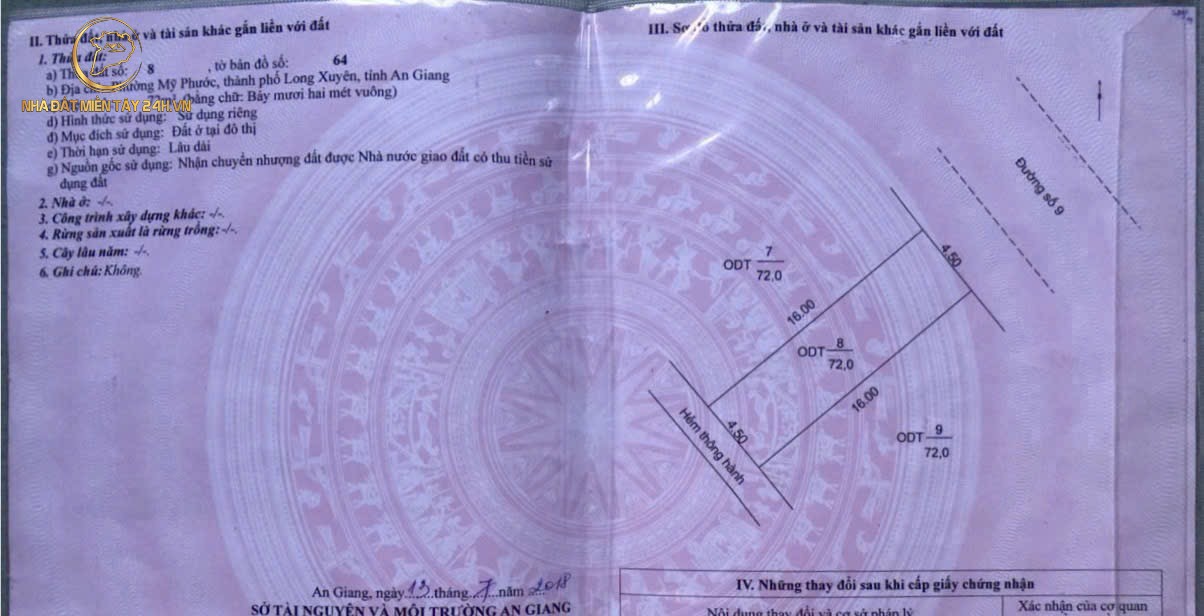 II. Thửa đất, nhà ở và tài sản khác gắn liền với đất
1. Thửa đất:
a) Thửa đất số: 8 , tờ bản đồ số: 64
b) Địa chỉ: Phường Mỹ Phước, thành phố Long Xuyên, tỉnh An Giang
NHA ĐAT MIEN TAY 24H.VN
(bằng chữ: Bảy mươi hai mét vuông)
d) Hình thức sử dụng: Sử dụng riêng
đ) Mục đích sử dụng: Đất ở tại đô thị
e) Thời hạn sử dụng: Lâu dài
g) Nguồn gốc sử dụng: Nhận chuyển nhượng đất được Nhà nước giao đất có thu tiền sử
dụng đất
2. Nhà ở: -/-.
3. Công trình xây dựng khác: -/-.
4. Rừng sản xuất là rừng trồng: -/-.
5. Cây lâu năm: -/-.
6. Ghi chú: Không.
An Giang, ngày 13 tháng 7 năm 2018
SỞ TÀI NGUYÊN VÀ MÔI TRƯỜNG AN GIANG
III. Sơ đồ thửa đất, nhà ở và tài sản khác gắn liền với đất
Đường số 9
4.50
ODT 7
72,0
16.00
ODT 8
72,0
16.00
4.50
ODT 9
72,0
Hẻm thông hành
IV. Những thay đổi sau khi cấp giấy chứng nhận
Nội dung thay đổi và cơ sở pháp lý
Xác nhận của cơ quan